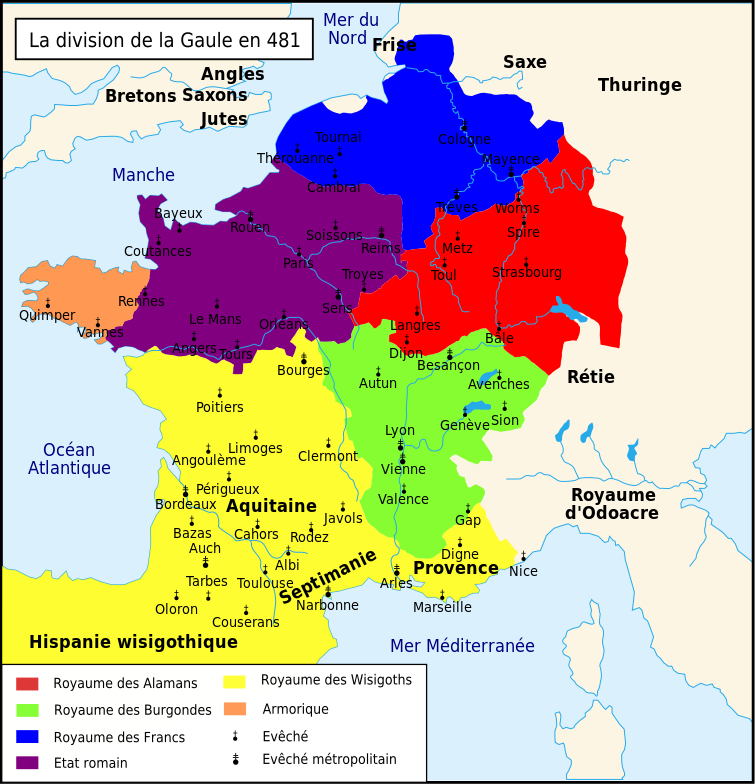 La division de la Gaule en 481
Mer du
Nord
Frise
Saxe
Thuringe
Angles
Bretons Saxons
Jutes
Manche
Tournai
Thérouanne
Cambrai
Cologne
Mayence
Trèves
Worms
Spire
Bayeux
Rouen
Coutances
Soissons
Reims
Paris
Metz
Toul
Strasbourg
Troyes
Rennes
Quimper
Vannes
Le Mans
Sens
Orléans
Angers
Tours
Langres
Dijon
Bâle
Besançon
Bourges
Autun
Avenches
Rétie
Poitiers
Genève
Sion
Lyon
Océan
Atlantique
Limoges
Angoulème
Clermont
Vienne
Périgueux
Valence
Bordeaux
Aquitaine
Javols
Royaume
d'Odoacre
Gap
Bazas
Cahors
Rodez
Auch
Albi
Digne
Provence
Nice
Septimanie
Tarbes
Toulouse
Arles
Oloron
Narbonne
Marseille
Couserans
Hispanie wisigothique
Mer Méditerranée
Royaume des Alamans
Royaume des Wisigoths
Royaume des Burgondes
Armorique
Royaume des Francs
Evêché
Etat romain
Evêché métropolitain